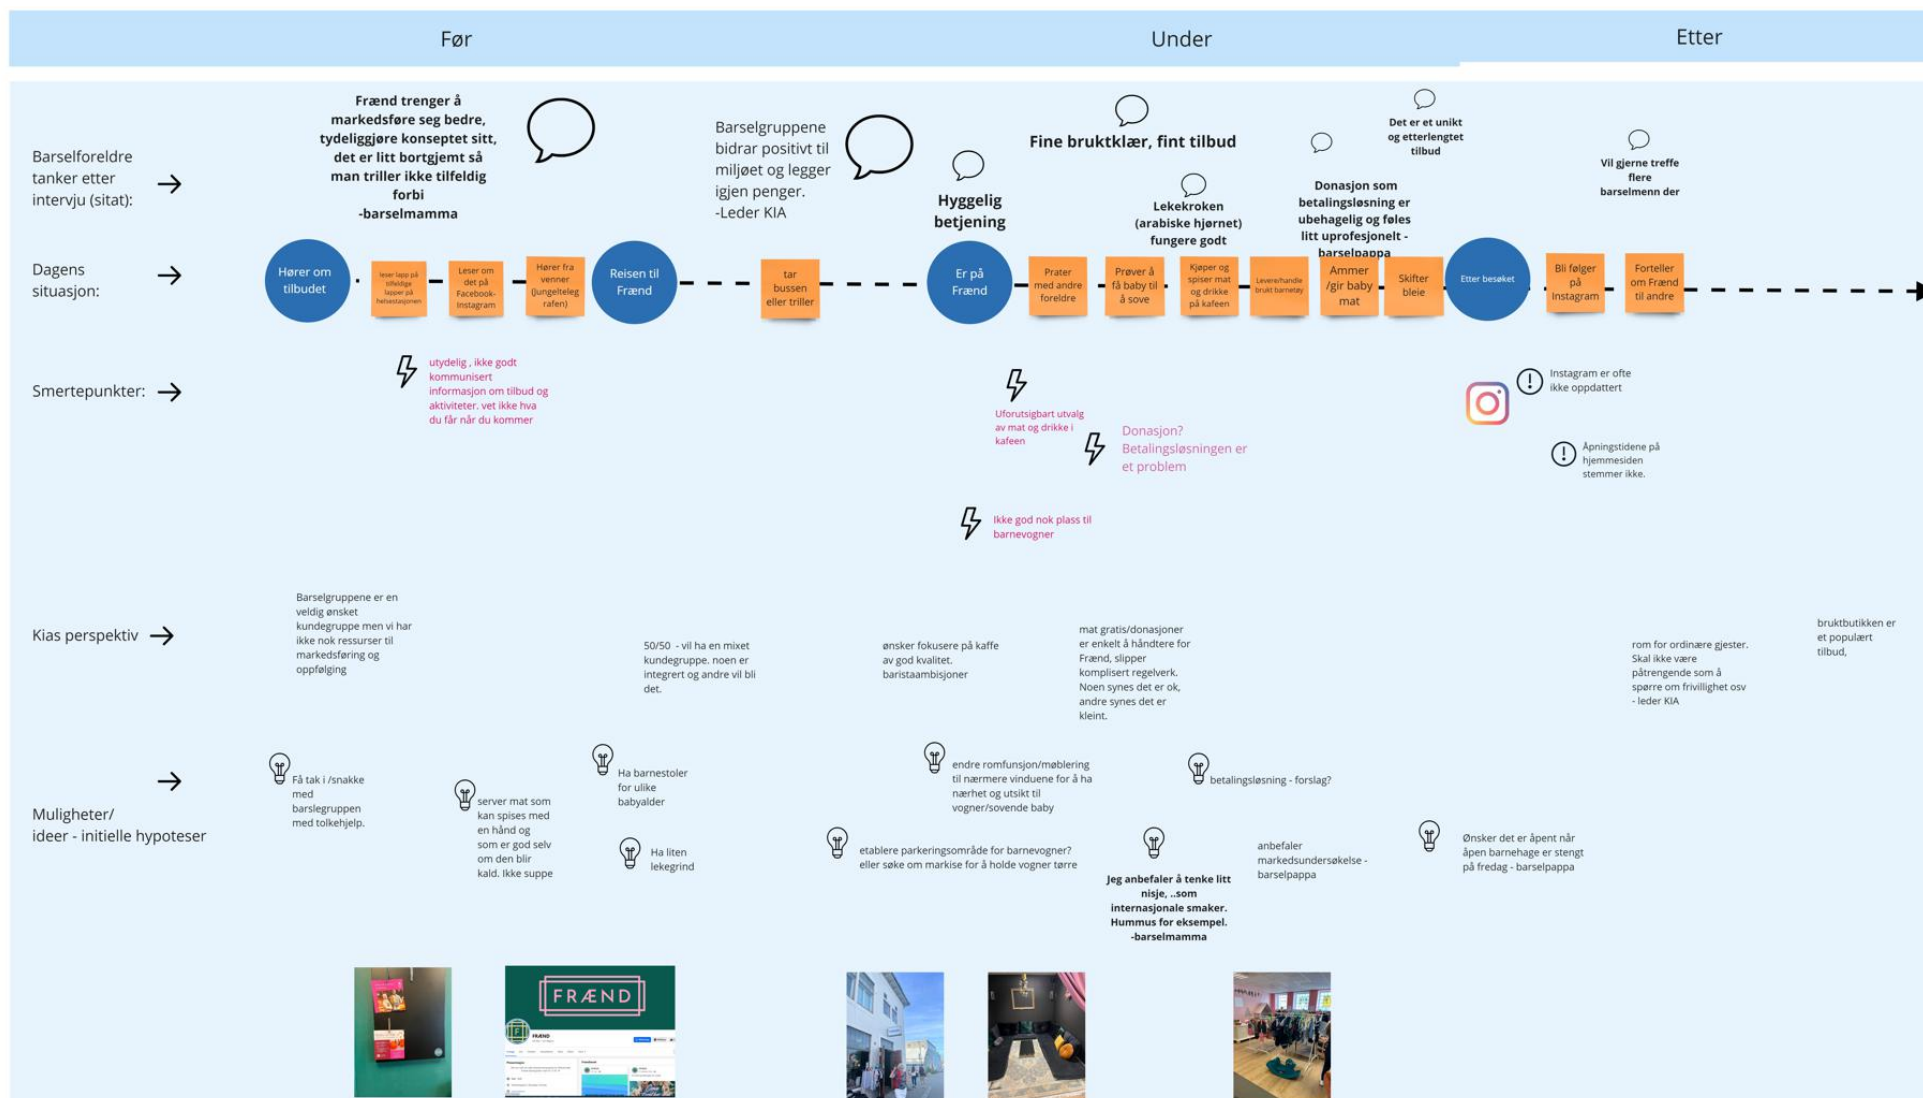 Før
Under
Etter
Barselforeldre
tanker etter
intervju (sitat):
Frænd trenger å
markedsføre seg bedre,
tydeliggjøre konseptet sitt,
det er litt bortgjemt så
man triller ikke tilfeldig
forbi
-barselmamma
Barselgruppene
bidrar positivt til
miljøet og legger
igjen penger.
-Leder KIA
Hyggelig
betjening
Fine bruktklær, fint tilbud
Lekekroken
(arabiske hjørnet)
fungere godt
Donasjon som
betalingsløsning er
ubehagelig og føles
litt uprofesjonelt -
barselpappa
Det er et unikt
og etterlengtet
tilbud
Vil gjerne treffe
flere
barselmenn der
Dagens
situasjon:
Hører om
tilbudet
leser lapp på
tilfeldige
lapper på
helsestasjonen
Leser om
det på
Facebook-
Instagram
Hører fra
venner
(jungelteleg
rafen)
Reisen til
Frænd
tar
bussen
eller triller
Er på
Frænd
Prater
med andre
foreldre
Prøver å
få baby til
å sove
Kjøper og
spiser mat
og drikke
på kafeen
Levere/handle
brukt barnetøy
Ammer
/gir baby
mat
Skifter
bleie
Etter besøket
Bli følger
på
Instagram
Forteller
om Frænd
til andre
Smertepunkter:
utydelig , ikke godt
kommunisert
informasjon om tilbud og
aktiviteter. vet ikke hva
du får når du kommer
Uforutsigbart utvalg
av mat og drikke i
kafeen
Donasjon?
Betalingsløsningen er
et problem
Ikke god nok plass til
barnevogner
Instagram er ofte
ikke oppdattert
Åpningstidene på
hjemmesiden
stemmer ikke.
Kias perspektiv
Barselgruppene er en
veldig ønsket
kundegruppe men vi har
ikke nok ressurser til
markedsføring og
oppfølging
50/50 - vil ha en mixet
kundegruppe. noen er
integrert og andre vil bli
det.
ønsker fokusere på kaffe
av god kvalitet.
baristaambisjoner
mat gratis/donasjoner
er enkelt å håndtere for
Frænd, slipper
komplisert regelverk.
Noen synes det er ok,
andre synes det er
kleint.
rom for ordinære gjester.
Skal ikke være
påtrengende som å
spørre om frivillighet osv
- leder KIA
bruktbutikken er
et populært
tilbud,
Muligheter/
ideer - initielle hypoteser
Få tak i /snakke
med
barslegruppen
med tolkehjelp.
server mat som
kan spises med
en hånd og
som er god selv
om den blir
kald. Ikke suppe
Ha barnestoler
for ulike
babyalder
Ha liten
lekegrind
endre romfunsjon/møblering
til nærmere vinduene for å ha
nærhet og utsikt til
vogner/sovende baby
etablere parkeringsområde for barnevogner?
eller søke om markise for å holde vogner tørre
betalingsløsning - forslag?
Jeg anbefaler å tenke litt
nisje, ..som
internasjonale smaker.
Hummus for eksempel.
-barselmamma
anbefaler
markedsundersøkelse -
barselpappa
Ønsker det er åpent når
åpen barnehage er stengt
på fredag - barselpappa
FRÆND
FRÆND